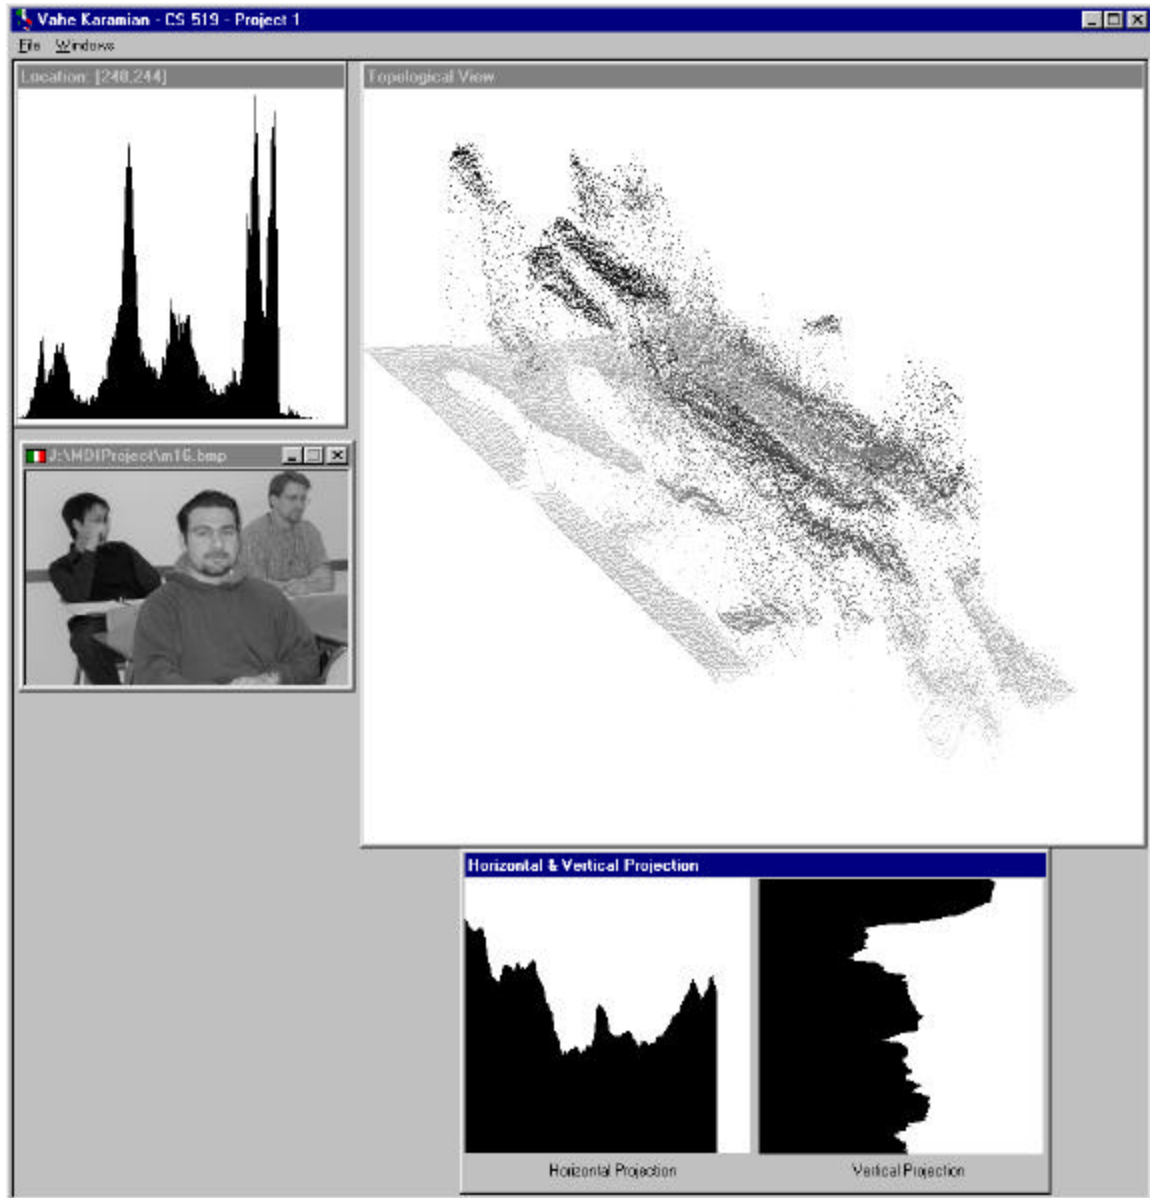 Vahe Karamian - CS 519 - Project 1
File Windows
Location: [248,244]
Topological View
J:\MDIProject\m16.bmp
Horizontal & Vertical Projection
Horizontal Projection
Vertical Projection